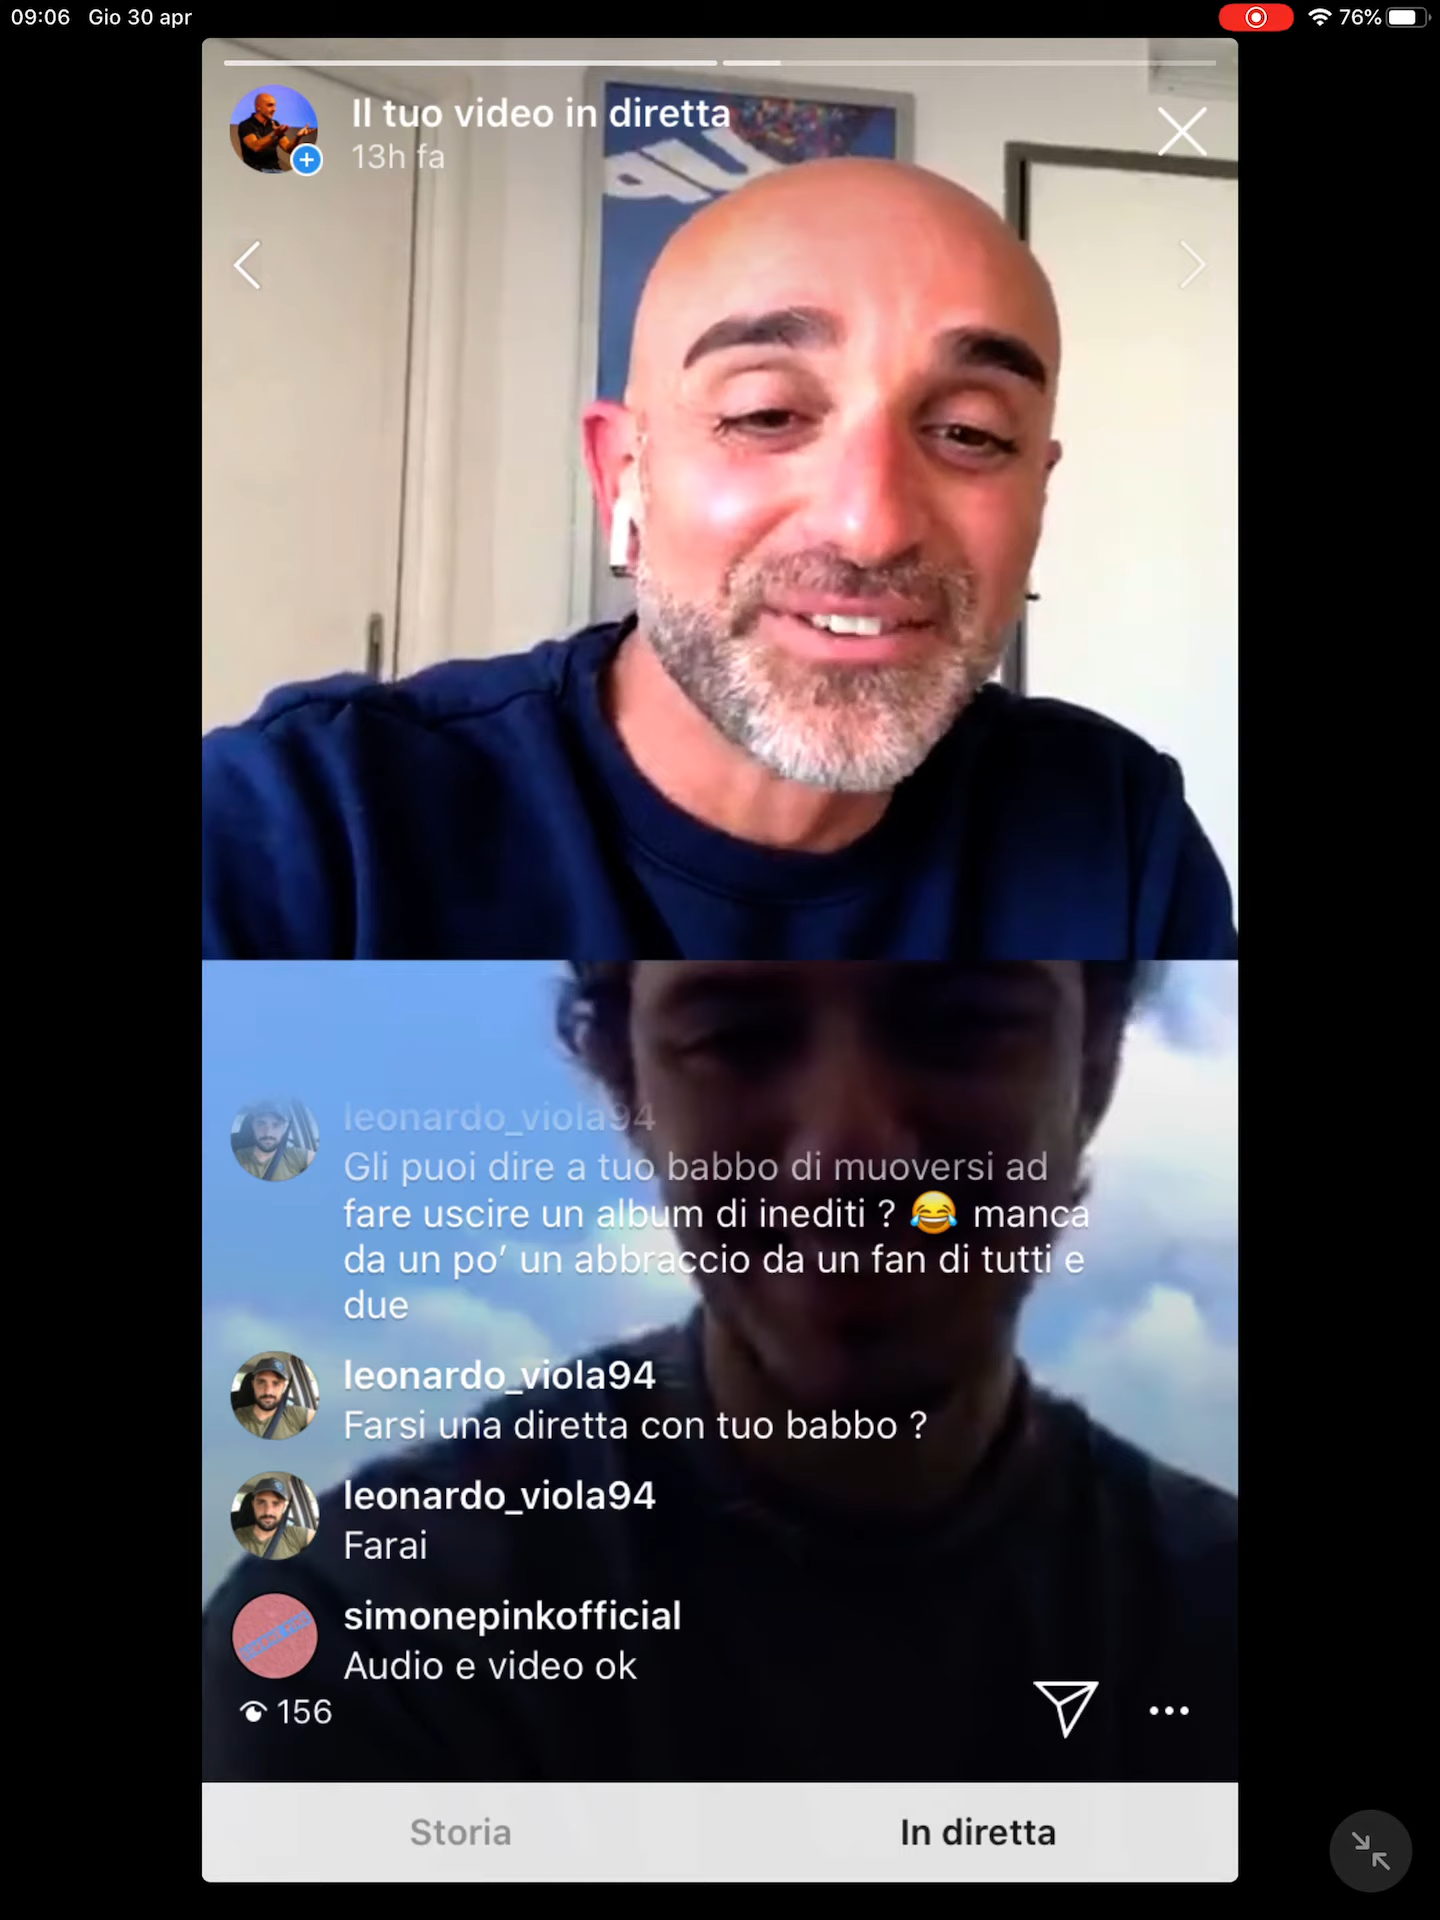 09:06 Gio 30 apr
76%
Il tuo video in diretta
13h fa
leonardo_viola94
Gli puoi dire a tuo babbo di muoversi ad
fare uscire un album di inediti ? 😂 manca
da un po’ un abbraccio da un fan di tutti e
due
leonardo_viola94
Farsi una diretta con tuo babbo ?
leonardo_viola94
Farai
simonepinkofficial
Audio e video ok
156
Storia
In diretta